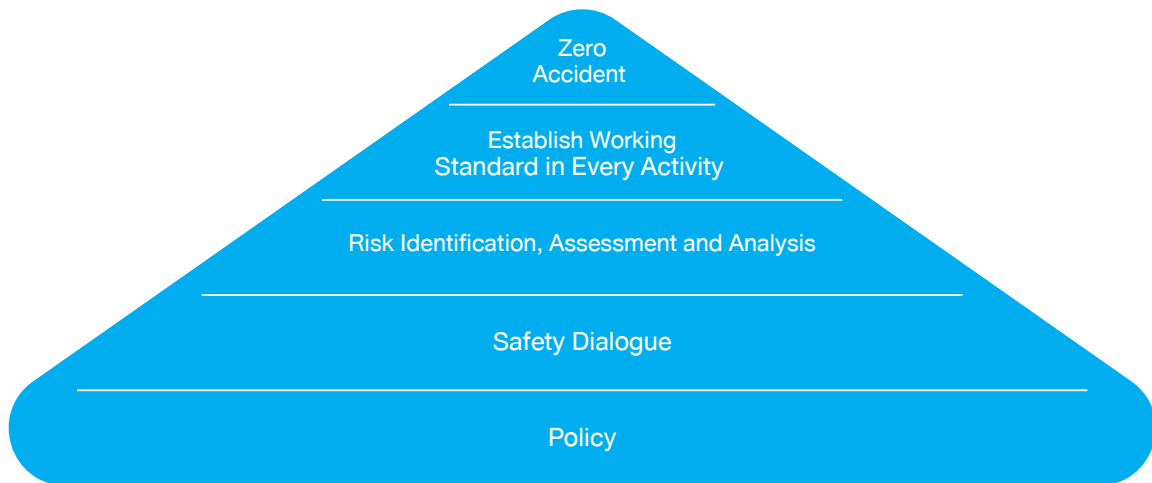 Zero
Accident
Establish Working
Standard in Every Activity
Risk Identification, Assessment and Analysis
Safety Dialogue
Policy